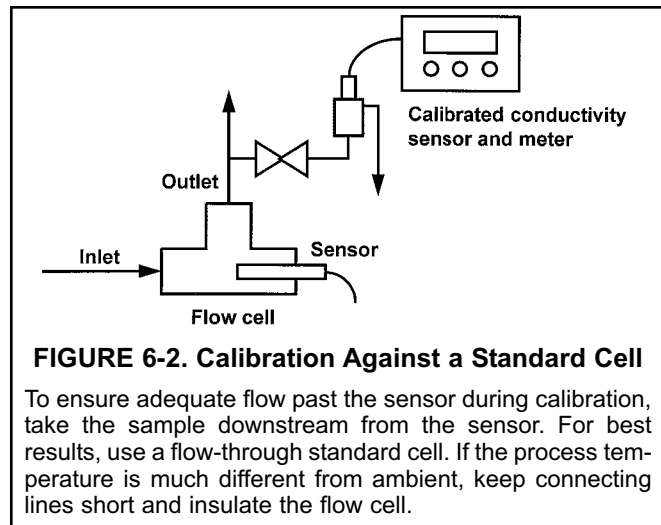 Calibrated conductivity
sensor and meter
Outlet
Sensor
Inlet
Flow cell
FIGURE 6-2. Calibration Against a Standard Cell
To ensure adequate flow past the sensor during calibration,
take the sample downstream from the sensor. For best
results, use a flow-through standard cell. If the process tem-
perature is much different from ambient, keep connecting
lines short and insulate the flow cell.